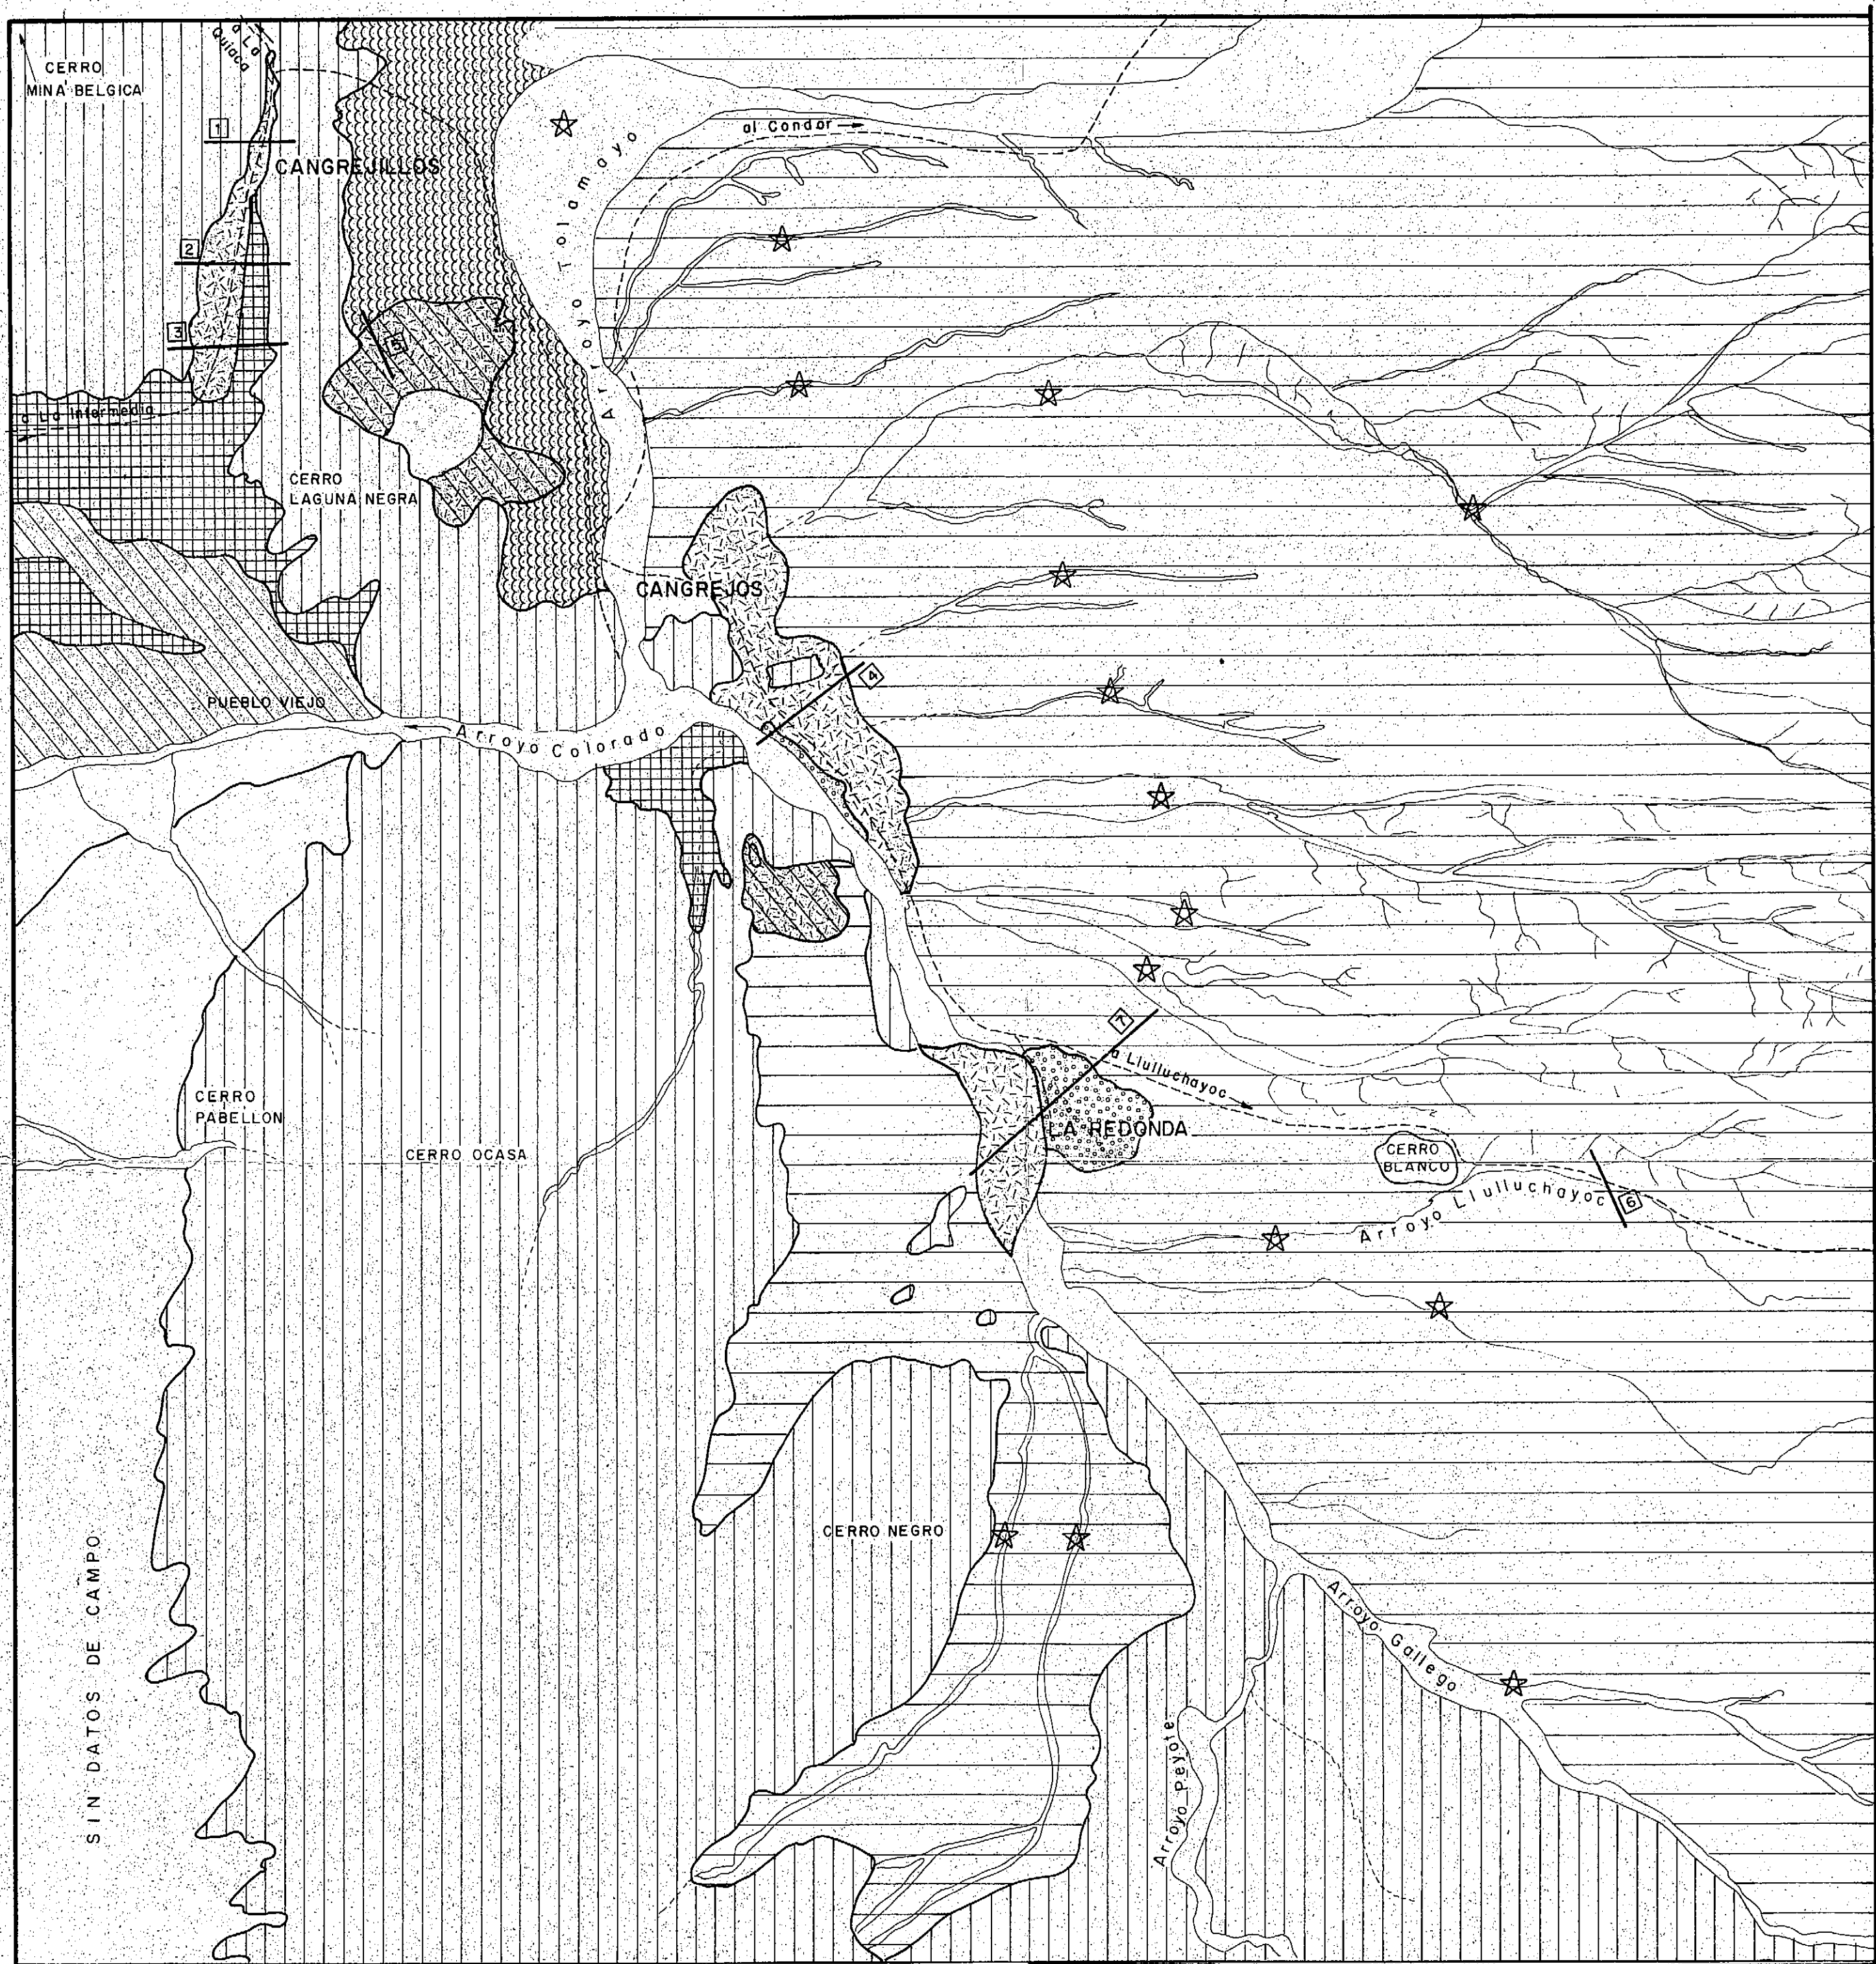 a La
Quiaca
CERRO
MINA BELGICA
1
al Condor
CANGREJILLOS
Arroyo Tolamayo
2
3
5
a La Intermedia
CERRO
LAGUNA NEGRA
CANGREJOS
4
PUEBLO VIEJO
Arroyo Colorado
7
a Llulluchayoc
CERRO
PABELLON
LA REDONDA
CERRO OCASA
CERRO
BLANCO
Arroyo Llulluchayoc
6
CERRO NEGRO
SIN DATOS DE CAMPO
Arroyo Gallego
Arroyo Peyote